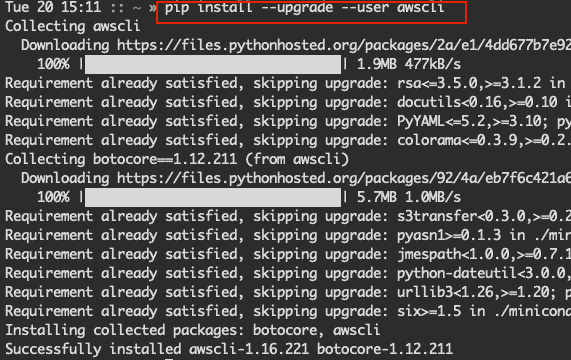 Tue 20 15:11 :: ~ » pip install --upgrade --user awscli
Collecting awscli
Downloading https://files.pythonhosted.org/packages/2a/e1/4dd677b7e92
100% |████████████████████████████████| 1.9MB 477kB/s
Requirement already satisfied, skipping upgrade: rsa<=3.5.0,>=3.1.2 in
Requirement already satisfied, skipping upgrade: docutils<0.16,>=0.10 i
Requirement already satisfied, skipping upgrade: PyYAML<=5.2,>=3.10; py
Requirement already satisfied, skipping upgrade: colorama<=0.3.9,>=0.2.
Collecting botocore==1.12.211 (from awscli)
Downloading https://files.pythonhosted.org/packages/92/4a/eb7f6c421a6
100% |████████████████████████████████| 5.7MB 1.0MB/s
Requirement already satisfied, skipping upgrade: s3transfer<0.3.0,>=0.2
Requirement already satisfied, skipping upgrade: pyasn1>=0.1.3 in ./min
Requirement already satisfied, skipping upgrade: jmespath<1.0.0,>=0.7.1
Requirement already satisfied, skipping upgrade: python-dateutil<3.0.0,
Requirement already satisfied, skipping upgrade: urllib3<1.26,>=1.20; p
Requirement already satisfied, skipping upgrade: six>=1.5 in ./minicond
Installing collected packages: botocore, awscli
Successfully installed awscli-1.16.221 botocore-1.12.211